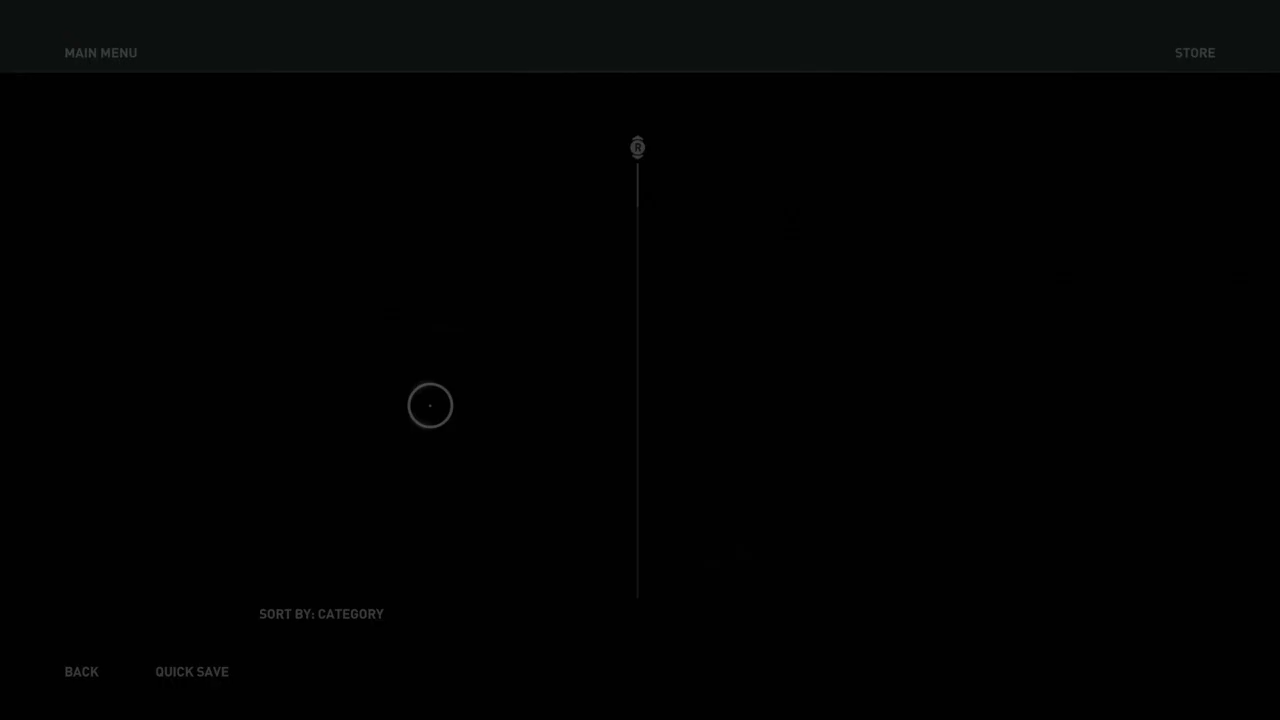 MAIN MENU
STORE
R
SORT BY: CATEGORY
BACK
QUICK SAVE